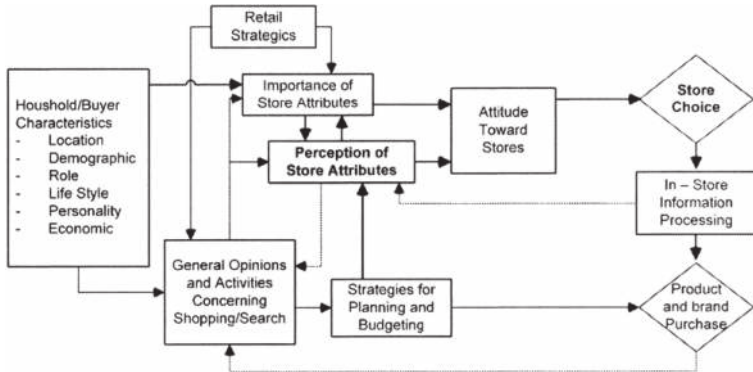 Retail
Strategics
Houshold/Buyer
Characteristics
- Location
- Demographic
- Role
- Life Style
- Personality
- Economic
Importance of
Store Attributes
Perception of
Store Attributes
Attitude
Toward
Stores
Store
Choice
In – Store
Information
Processing
General Opinions
and Activities
Concerning
Shopping/Search
Strategies for
Planning and
Budgeting
Product
and brand
Purchase